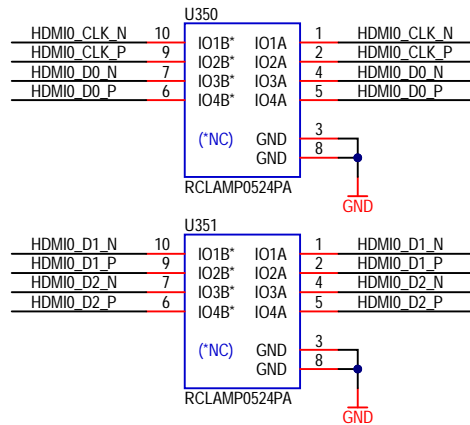 U350
HDMI0_CLK_N 10 IO1B* IO1A 1 HDMI0_CLK_N
HDMI0_CLK_P 9 IO2B* IO2A 2 HDMI0_CLK_P
HDMI0_D0_N 7 IO3B* IO3A 4 HDMI0_D0_N
HDMI0_D0_P 6 IO4B* IO4A 5 HDMI0_D0_P
(*NC) GND 3
GND 8
RCLAMP0524PA
GND
U351
HDMI0_D1_N 10 IO1B* IO1A 1 HDMI0_D1_N
HDMI0_D1_P 9 IO2B* IO2A 2 HDMI0_D1_P
HDMI0_D2_N 7 IO3B* IO3A 4 HDMI0_D2_N
HDMI0_D2_P 6 IO4B* IO4A 5 HDMI0_D2_P
(*NC) GND 3
GND 8
RCLAMP0524PA
GND